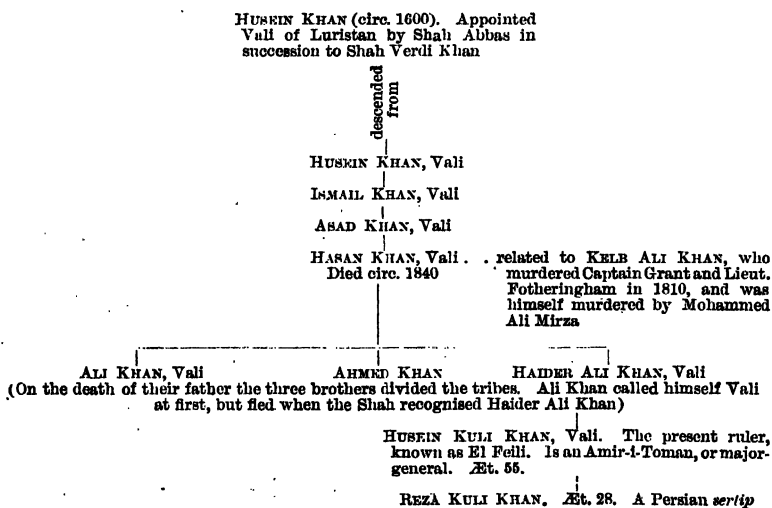 HUSEIN KHAN (circ. 1600). Appointed
Vali of Luristan by Shah Abbas in
succession to Shah Verdi Khan
descended
from
HUSEIN KHAN, Vali
ISMAIL KHAN, Vali
ASAD KHAN, Vali
HASAN KHAN, Vali . . related to KELB ALI KHAN, who
Died circ. 1840 murdered Captain Grant and Lieut.
Fotheringham in 1810, and was
himself murdered by Mohammed
Ali Mirza
ALI KHAN, Vali AHMED KHAN HAIDER ALI KHAN, Vali
(On the death of their father the three brothers divided the tribes. Ali Khan called himself Vali
at first, but fled when the Shah recognised Haider Ali Khan)
HUSEIN KULI KHAN, Vali. The present ruler,
known as El Feili. Is an Amir-i-Toman, or major-
general. Æt. 55.
REZA KULI KHAN. Æt. 28. A Persian sertip